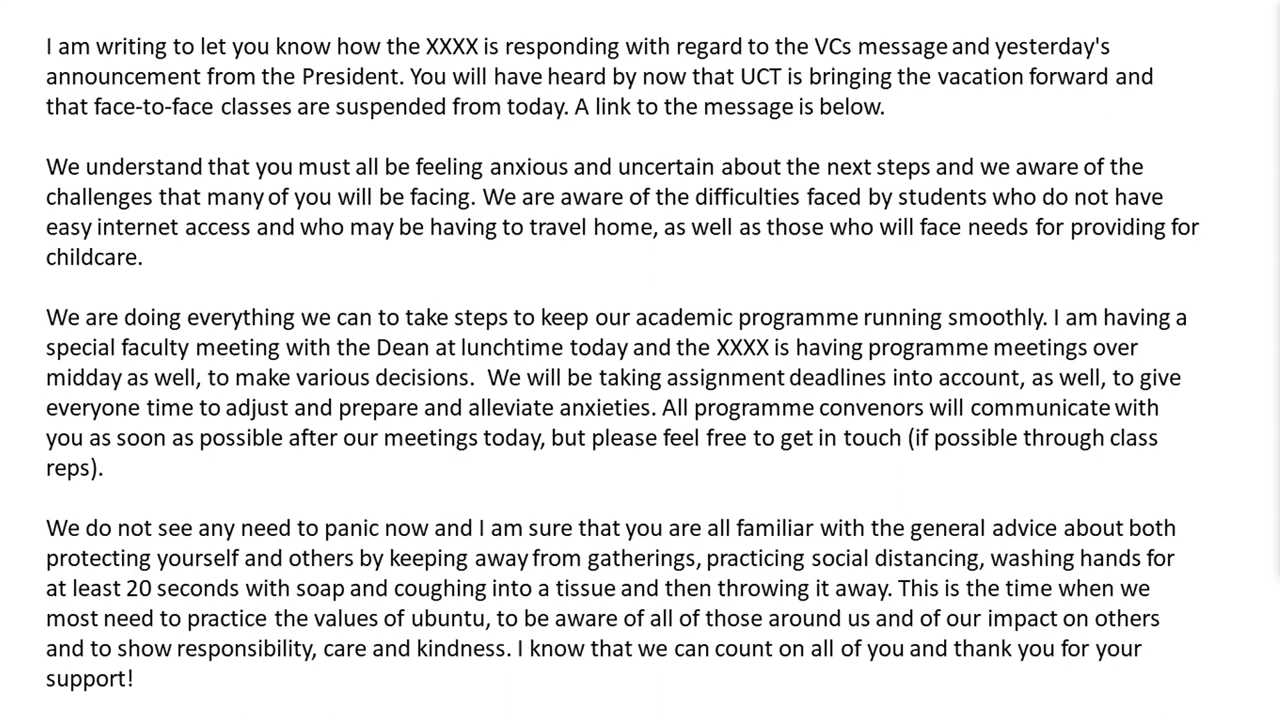 I am writing to let you know how the XXXX is responding with regard to the VCs message and yesterday's
announcement from the President. You will have heard by now that UCT is bringing the vacation forward and
that face-to-face classes are suspended from today. A link to the message is below.
We understand that you must all be feeling anxious and uncertain about the next steps and we aware of the
challenges that many of you will be facing. We are aware of the difficulties faced by students who do not have
easy internet access and who may be having to travel home, as well as those who will face needs for providing for
childcare.
We are doing everything we can to take steps to keep our academic programme running smoothly. I am having a
special faculty meeting with the Dean at lunchtime today and the XXXX is having programme meetings over
midday as well, to make various decisions.  We will be taking assignment deadlines into account, as well, to give
everyone time to adjust and prepare and alleviate anxieties. All programme convenors will communicate with
you as soon as possible after our meetings today, but please feel free to get in touch (if possible through class
reps).
We do not see any need to panic now and I am sure that you are all familiar with the general advice about both
protecting yourself and others by keeping away from gatherings, practicing social distancing, washing hands for
at least 20 seconds with soap and coughing into a tissue and then throwing it away. This is the time when we
most need to practice the values of ubuntu, to be aware of all of those around us and of our impact on others
and to show responsibility, care and kindness. I know that we can count on all of you and thank you for your
support!